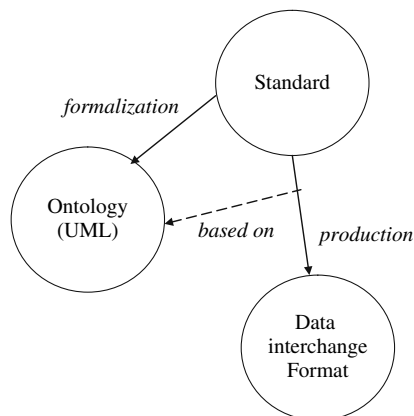 Standard
formalization
Ontology
(UML)
based on
production
Data
interchange
Format